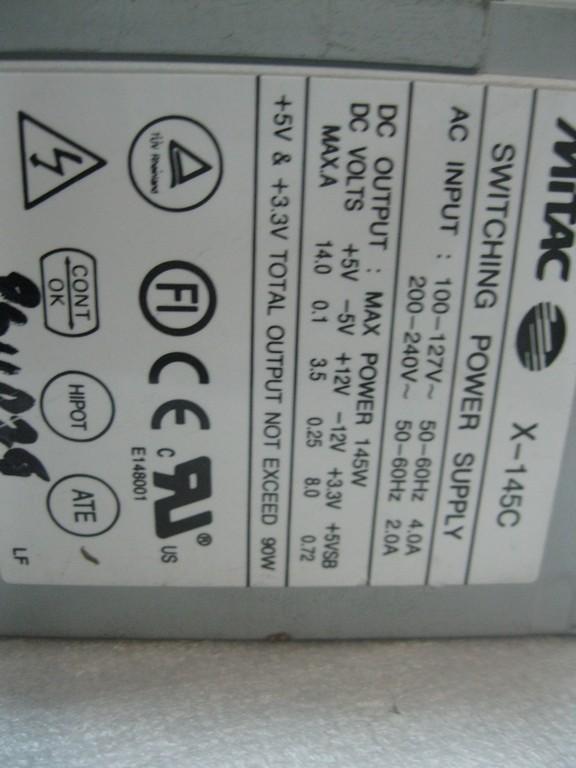 MITAC X-145C
SWITCHING POWER SUPPLY
AC INPUT : 100-127V~ 50-60Hz 4.0A
200-240V~ 50-60Hz 2.0A
DC OUTPUT : MAX POWER 145W
DC VOLTS +5V -5V +12V -12V +3.3V +5VSB
MAX.A 14.0 0.1 3.5 0.25 8.0 0.72
+5V & +3.3V TOTAL OUTPUT NOT EXCEED 90W
TÜV Rheinland FI CE C RU ® US
E148001
CONT OK HIPOT ATE
LF